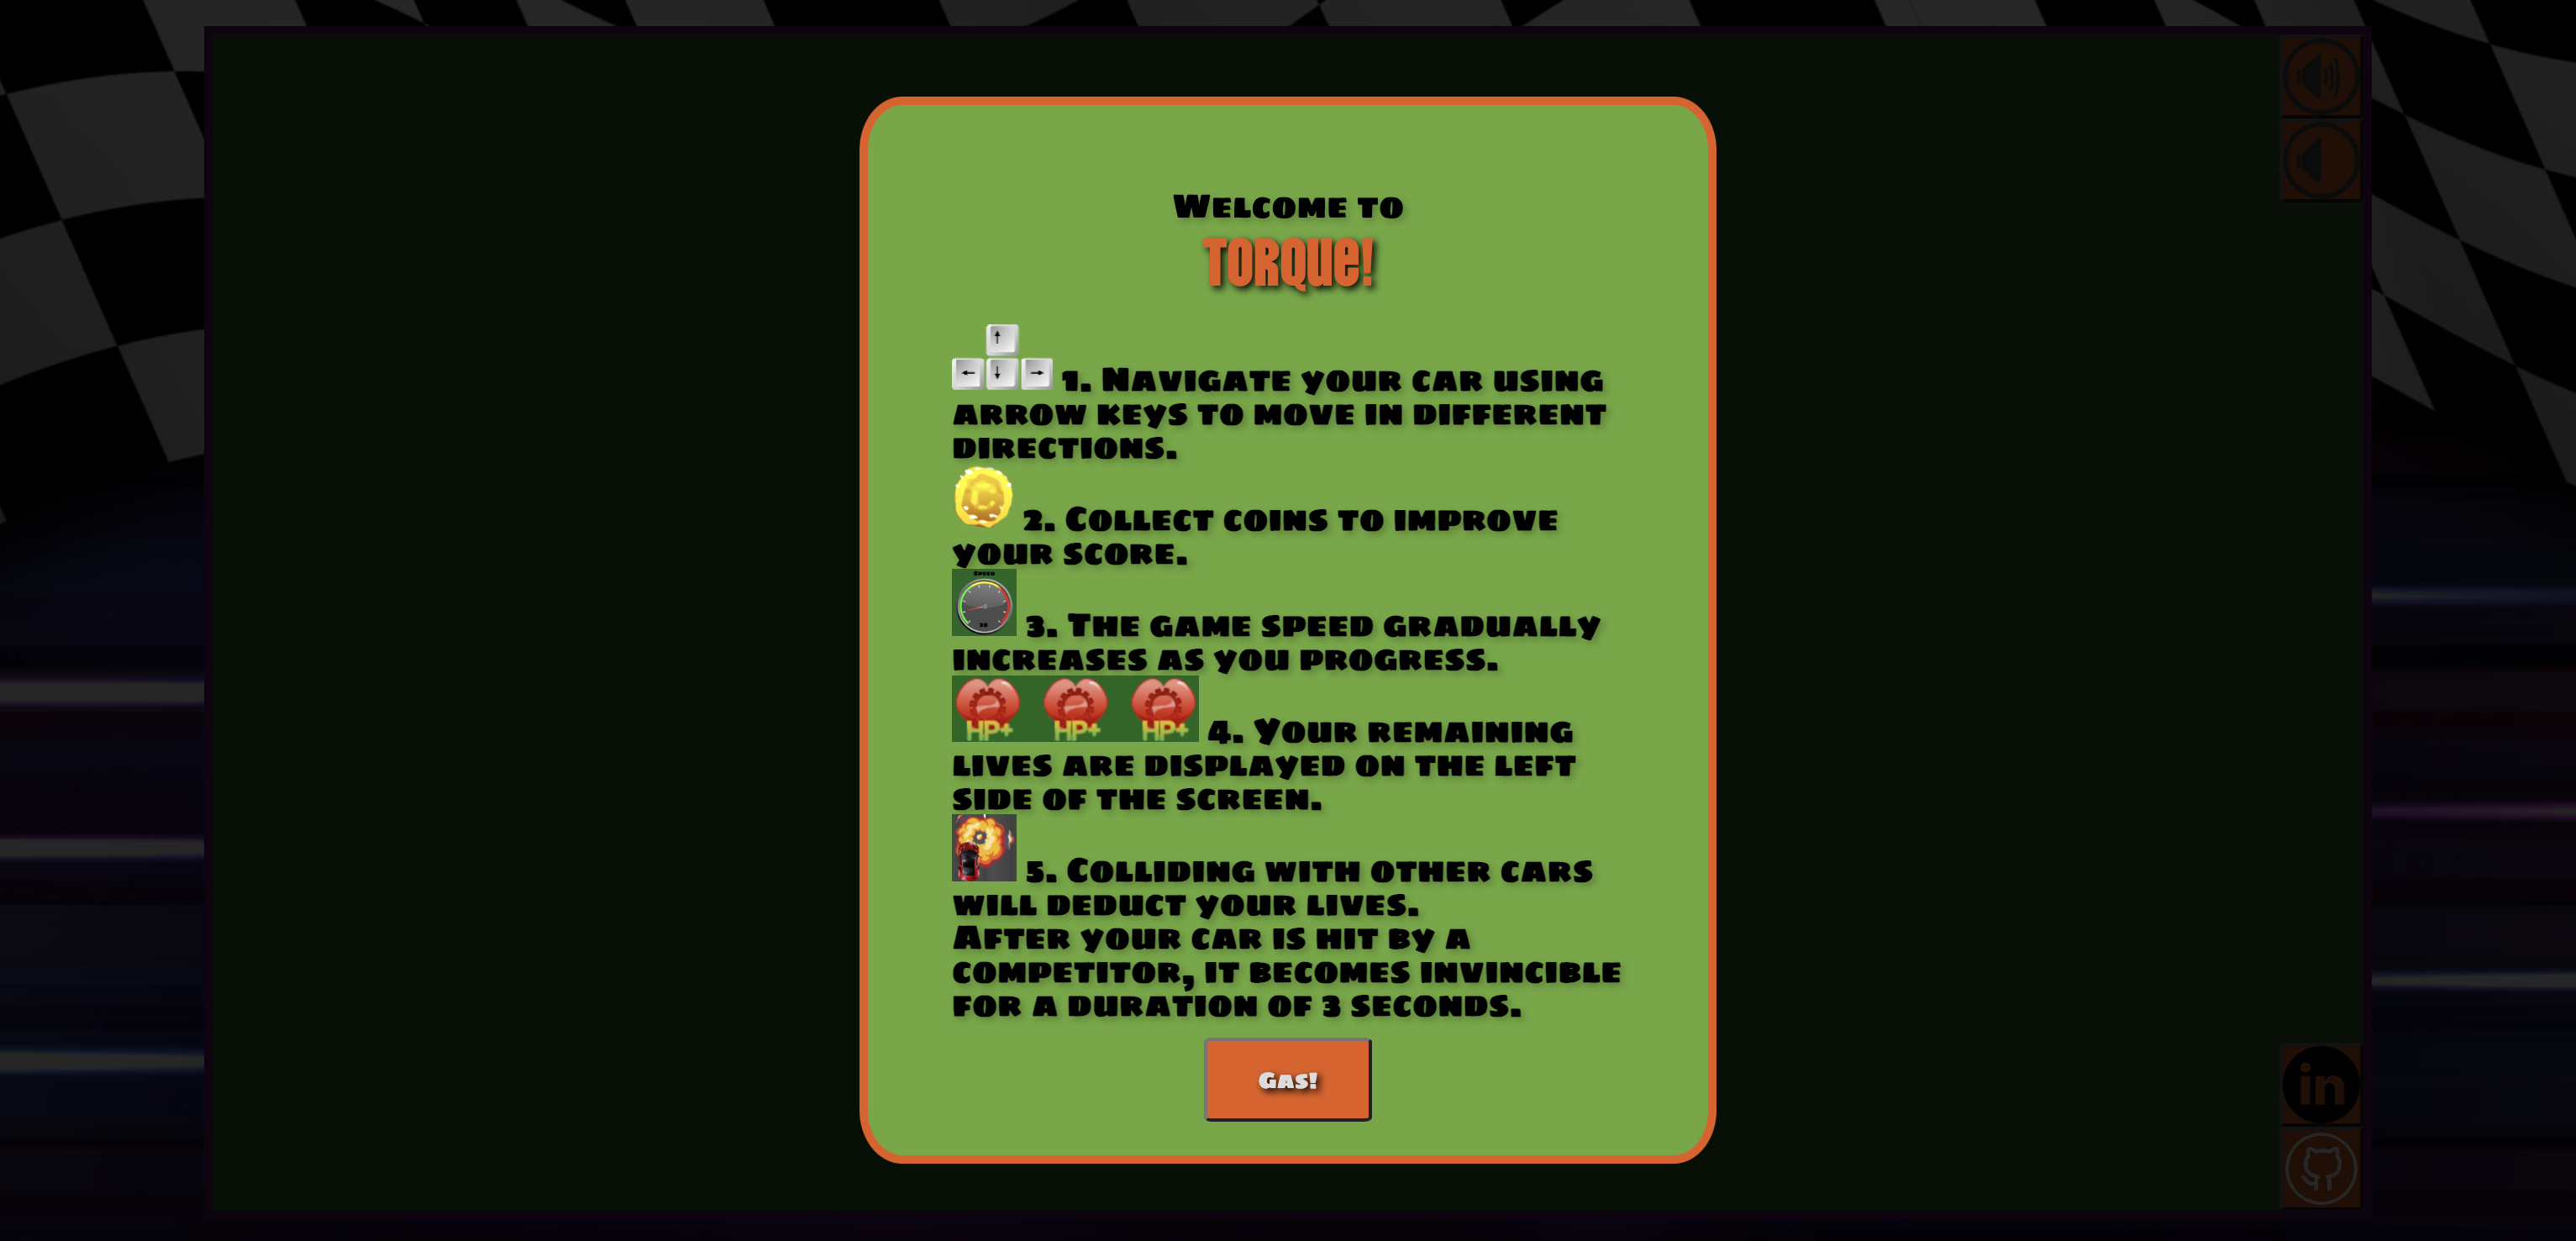 Welcome to
Torque!
1. Navigate your car using
arrow keys to move in different
directions.
2. Collect coins to improve
your score.
Speed
20
3. The game speed gradually
increases as you progress.
HP+ HP+ HP+
4. Your remaining
lives are displayed on the left
side of the screen.
5. Colliding with other cars
will deduct your lives.
After your car is hit by a
competitor, it becomes invincible
for a duration of 3 seconds.
Gas!
in